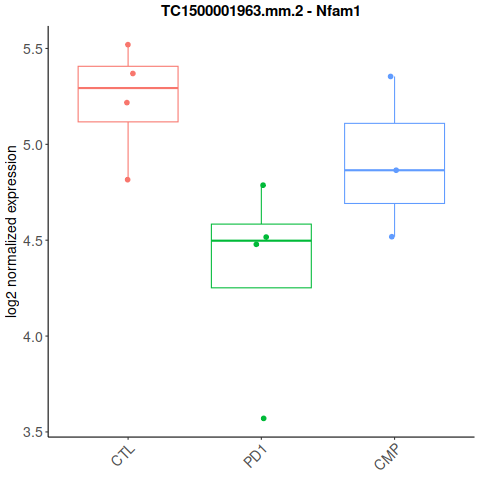 TC1500001963.mm.2 - Nfam1
log2 normalized expression
5.5
5.0
4.5
4.0
3.5
CTL
PD1
CMP